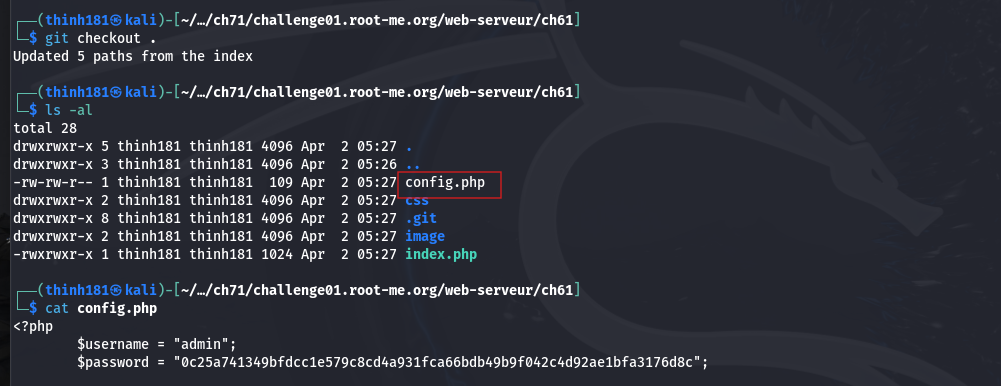 ┌──(thinh181㉿kali)-[~/…/ch71/challenge01.root-me.org/web-serveur/ch61]
└─$ git checkout .
Updated 5 paths from the index
┌──(thinh181㉿kali)-[~/…/ch71/challenge01.root-me.org/web-serveur/ch61]
└─$ ls -al
total 28
drwxrwxr-x 5 thinh181 thinh181 4096 Apr  2 05:27 .
drwxrwxr-x 3 thinh181 thinh181 4096 Apr  2 05:26 ..
-rw-rw-r-- 1 thinh181 thinh181  109 Apr  2 05:27 config.php
drwxrwxr-x 2 thinh181 thinh181 4096 Apr  2 05:27 css
drwxrwxr-x 8 thinh181 thinh181 4096 Apr  2 05:27 .git
drwxrwxr-x 2 thinh181 thinh181 4096 Apr  2 05:27 image
-rwxrwxr-x 1 thinh181 thinh181 1024 Apr  2 05:27 index.php
┌──(thinh181㉿kali)-[~/…/ch71/challenge01.root-me.org/web-serveur/ch61]
└─$ cat config.php
<?php
        $username = "admin";
        $password = "0c25a741349bfdcc1e579c8cd4a931fca66bdb49b9f042c4d92ae1bfa3176d8c";